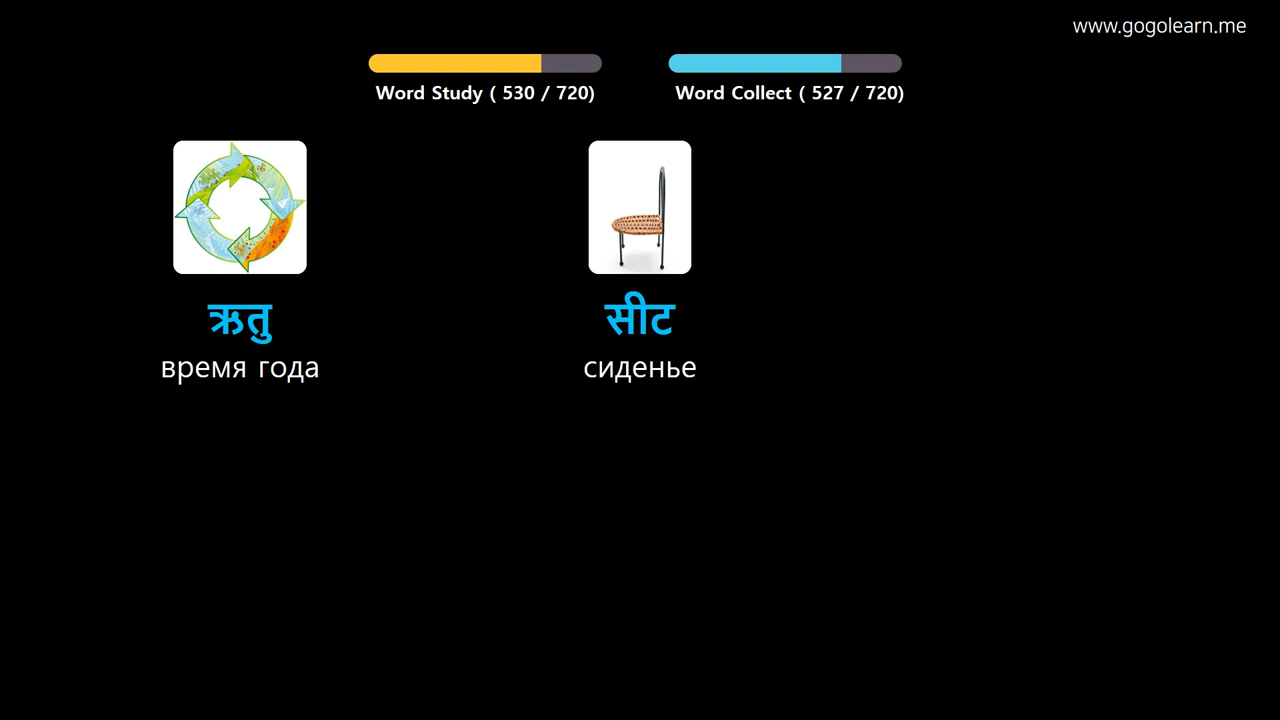 www.gogolearn.me
Word Study ( 530 / 720)
Word Collect ( 527 / 720)
ऋतु
सीट
время года
сиденье